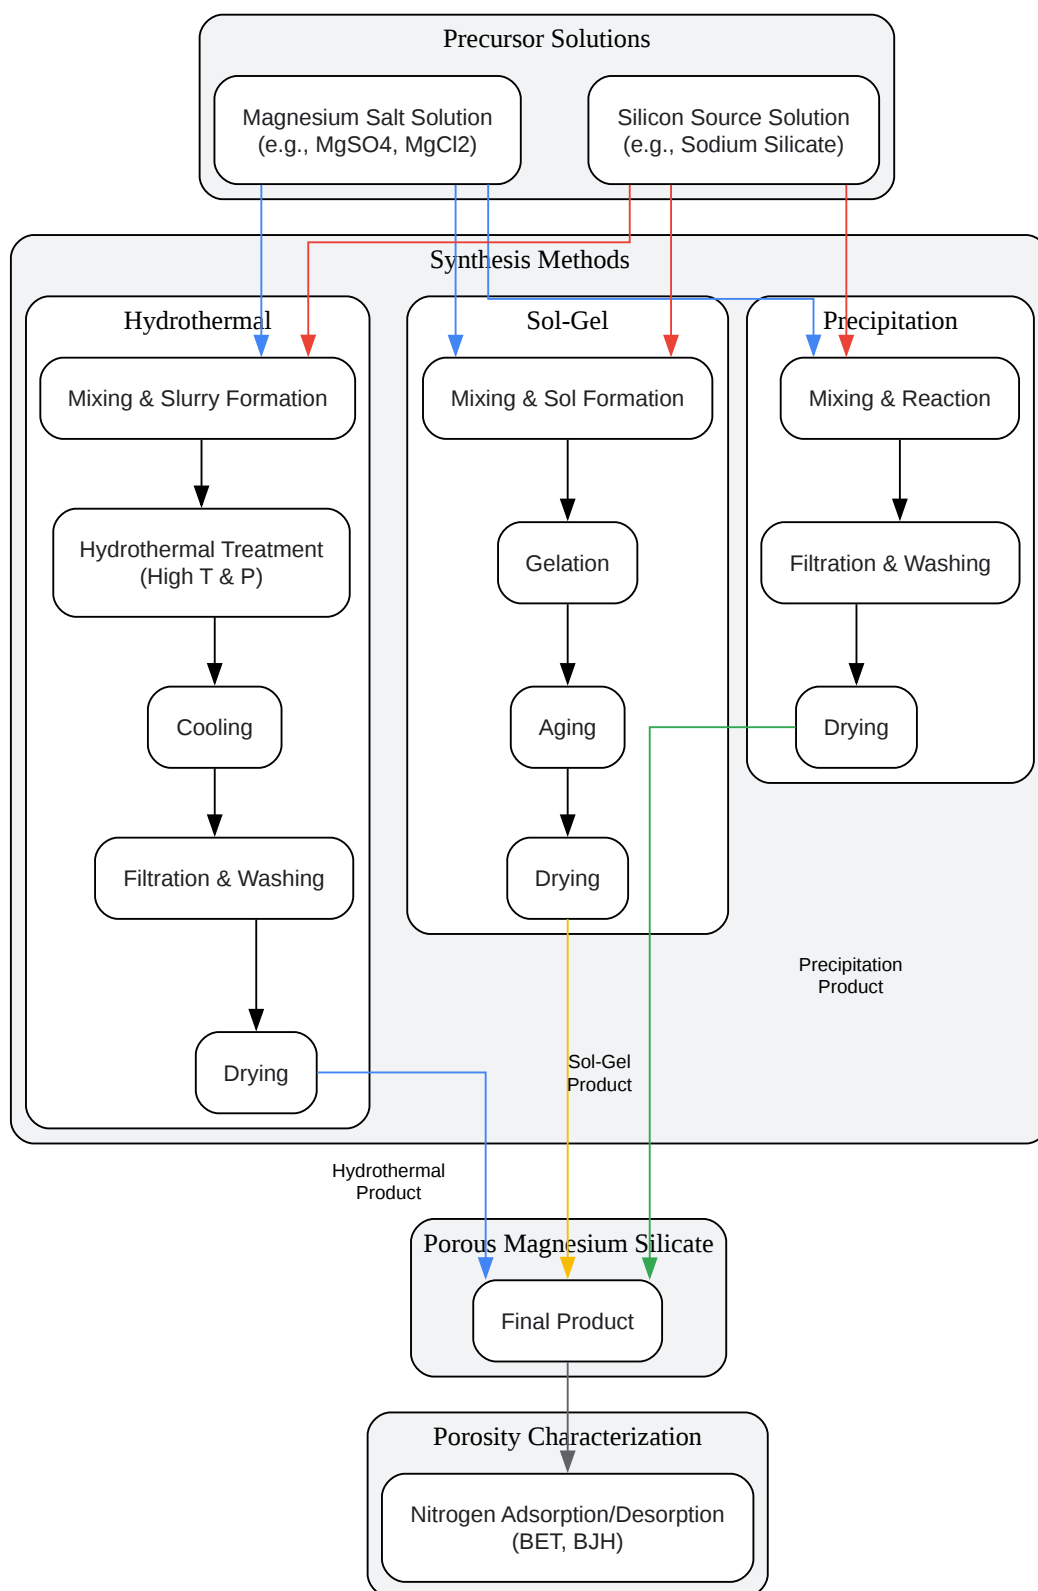 Precursor Solutions
Magnesium Salt Solution
(e.g., MgSO4, MgCl2)
Silicon Source Solution
(e.g., Sodium Silicate)
Synthesis Methods
Hydrothermal
Mixing & Slurry Formation
Hydrothermal Treatment
(High T & P)
Cooling
Filtration & Washing
Drying
Sol-Gel
Mixing & Sol Formation
Gelation
Aging
Drying
Precipitation
Mixing & Reaction
Filtration & Washing
Drying
Precipitation
Product
Sol-Gel
Product
Hydrothermal
Product
Porous Magnesium Silicate
Final Product
Porosity Characterization
Nitrogen Adsorption/Desorption
(BET, BJH)